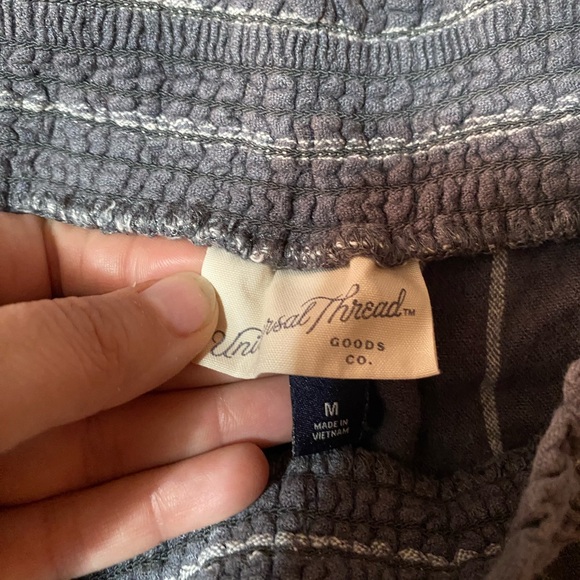 Universal Thread™
GOODS
CO.
M
MADE IN
VIETNAM